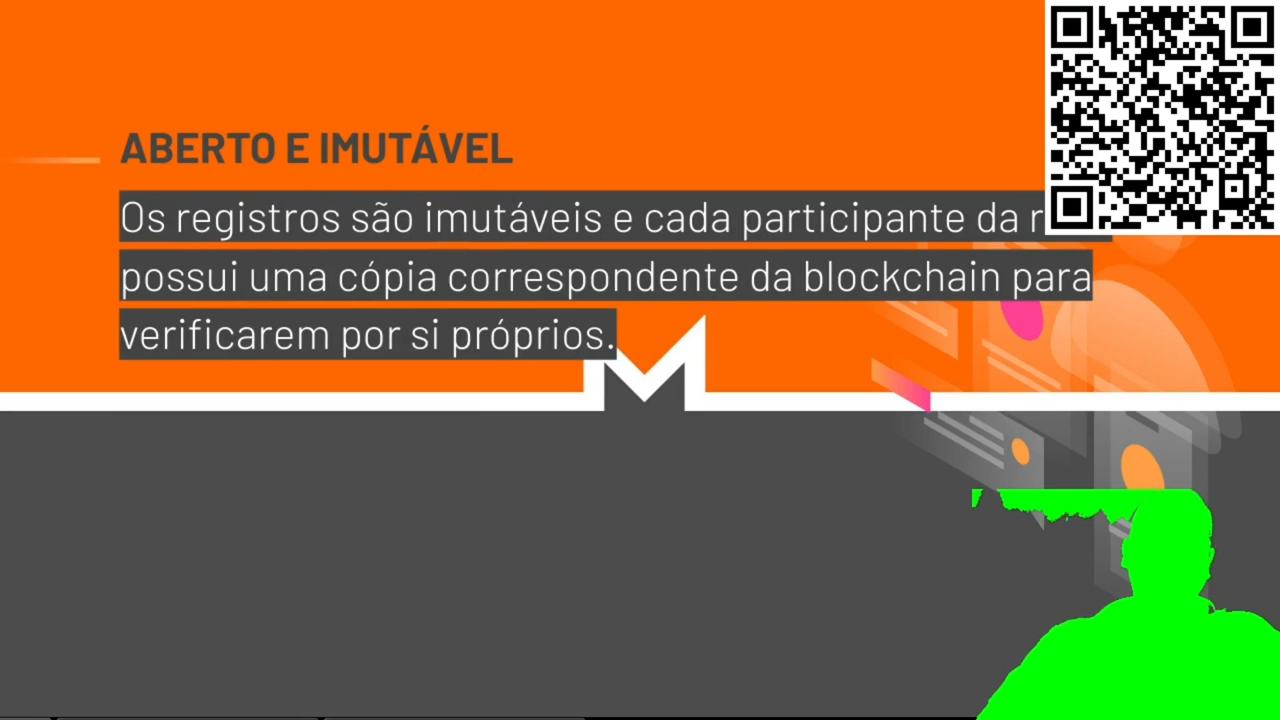 ABERTO E IMUTÁVEL
Os registros são imutáveis e cada participante da
possui uma cópia correspondente da blockchain para
verificarem por si próprios.